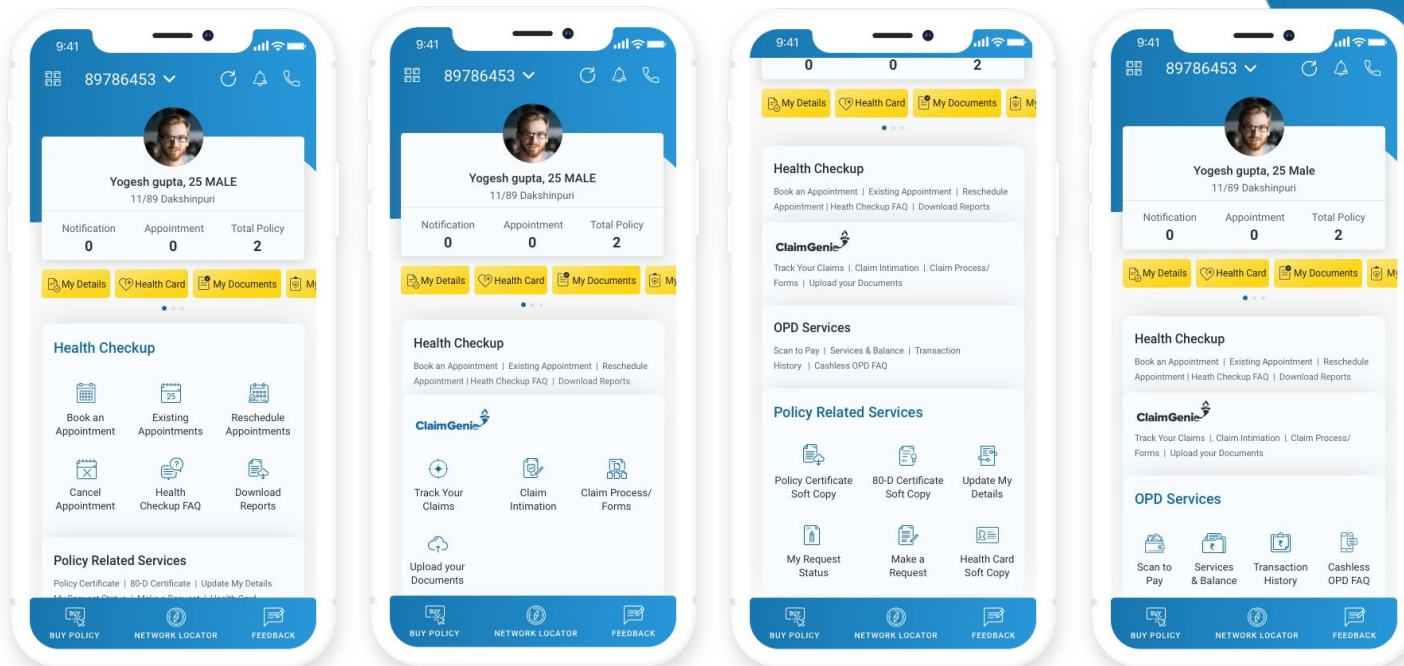 9:41
89786453
Yogesh gupta, 25 MALE
11/89 Dakshinpuri
Notification Appointment Total Policy
0 0 2
My Details Health Card My Documents My
Health Checkup
Book an Appointment
Existing Appointments
Reschedule Appointments
Cancel Appointment
Health Checkup FAQ
Download Reports
Policy Related Services
Policy Certificate | 80-D Certificate | Update My Details
My Request Status | Make a Request | Health Card
BUY POLICY NETWORK LOCATOR FEEDBACK
9:41
89786453
Yogesh gupta, 25 MALE
11/89 Dakshinpuri
Notification Appointment Total Policy
0 0 2
My Details Health Card My Documents My
Health Checkup
Book an Appointment | Existing Appointment | Reschedule
Appointment | Heath Checkup FAQ | Download Reports
ClaimGenie
Track Your Claims
Claim Intimation
Claim Process/ Forms
Upload your Documents
BUY POLICY NETWORK LOCATOR FEEDBACK
9:41
0 0 2
My Details Health Card My Documents My
Health Checkup
Book an Appointment | Existing Appointment | Reschedule
Appointment | Heath Checkup FAQ | Download Reports
ClaimGenie
Track Your Claims |. Claim Intimation |. Claim Process/
Forms | Upload your Documents
OPD Services
Scan to Pay | Services & Balance | Transaction
History | Cashless OPD FAQ
Policy Related Services
Policy Certificate Soft Copy
80-D Certificate Soft Copy
Update My Details
My Request Status
Make a Request
Health Card Soft Copy
BUY POLICY NETWORK LOCATOR FEEDBACK
9:41
89786453
Yogesh gupta, 25 Male
11/89 Dakshinpuri
Notification Appointment Total Policy
0 0 2
My Details Health Card My Documents My
Health Checkup
Book an Appointment | Existing Appointment | Reschedule
Appointment | Heath Checkup FAQ | Download Reports
ClaimGenie
Track Your Claims |. Claim Intimation |. Claim Process/
Forms | Upload your Documents
OPD Services
Scan to Pay
Services & Balance
Transaction History
Cashless OPD FAQ
BUY POLICY NETWORK LOCATOR FEEDBACK